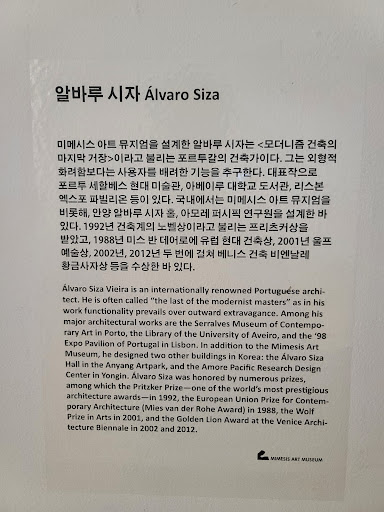 알바루 시자 Álvaro Siza
미메시스 아트 뮤지엄을 설계한 알바루 시자는 <모더니즘 건축의
마지막 거장>이라고 불리는 포르투갈의 건축가이다. 그는 외형적
화려함보다는 사용자를 배려한 기능을 추구한다. 대표작으로
포르투 세할베스 현대 미술관, 아베이루 대학교 도서관, 리스본
엑스포 파빌리온 등이 있다. 국내에서는 미메시스 아트 뮤지엄을
비롯해, 안양 알바루 시자 홀, 아모레 퍼시픽 연구원을 설계한 바
있다. 1992년 건축계의 노벨상이라고 불리는 프리츠커상을
받았고, 1988년 미스 반 데어로에 유럽 현대 건축상, 2001년 울프
예술상, 2002년, 2012년 두 번에 걸쳐 베니스 건축 비엔날레
황금사자상 등을 수상한 바 있다.
Álvaro Siza Vieira is an internationally renowned Portuguese archi-
tect. He is often called "the last of the modernist masters" as in his
work functionality prevails over outward extravagance. Among his
major architectural works are the Serralves Museum of Contempo-
rary Art in Porto, the Library of the University of Aveiro, and the '98
Expo Pavilion of Portugal in Lisbon. In addition to the Mimesis Art
Museum, he designed two other buildings in Korea: the Álvaro Siza
Hall in the Anyang Artpark, and the Amore Pacific Research Design
Center in Yongin. Álvaro Siza was honored by numerous prizes,
among which the Pritzker Prize—one of the world's most prestigious
architecture awards—in 1992, the European Union Prize for Contem-
porary Architecture (Mies van der Rohe Award) in 1988, the Wolf
Prize in Arts in 2001, and the Golden Lion Award at the Venice Archi-
tecture Biennale in 2002 and 2012.
MIMESIS ART MUSEUM